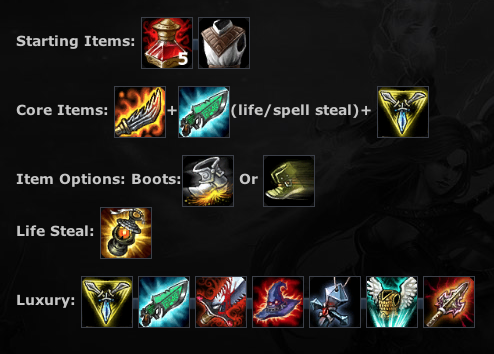 Starting Items: 5
Core Items: + (life/spell steal)+
Item Options: Boots: Or
Life Steal:
Luxury: